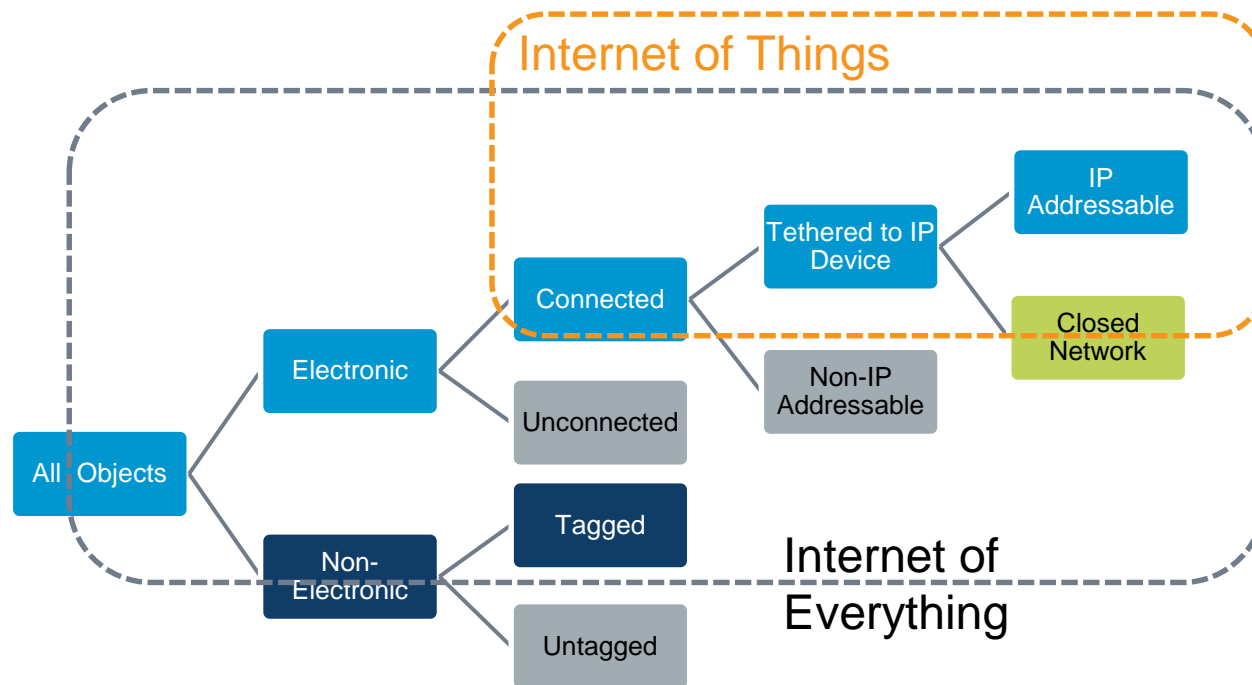 Internet of Things
IP
Addressable
Tethered to IP
Device
Connected
Closed
Network
Electronic
Non-IP
Addressable
Unconnected
All Objects
Tagged
Non-
Electronic
Internet of
Everything
Untagged